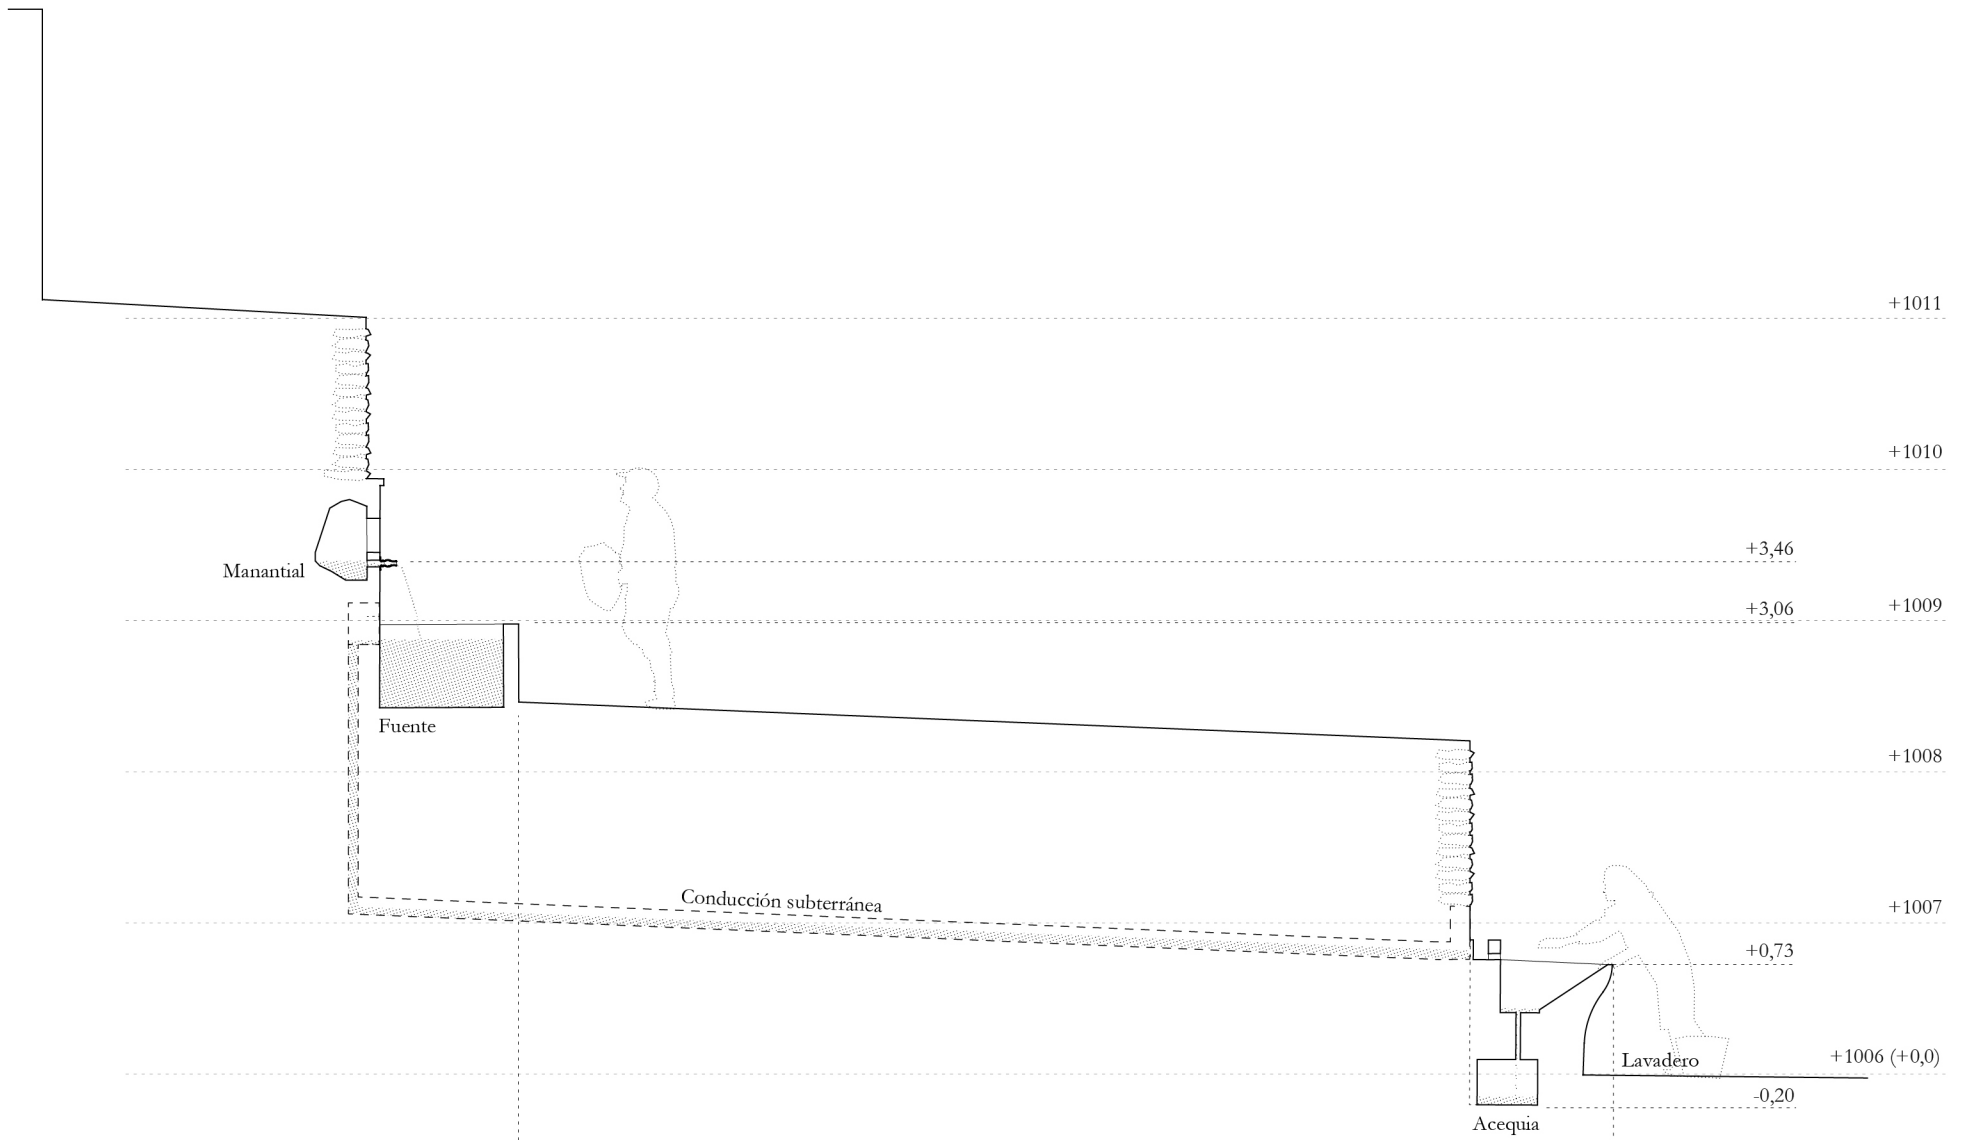 +1011
+1010
+3,46
Manantial
+3,06
+1009
Fuente
+1008
Conducción subterránea
+1007
+0,73
Lavadero
+1006 (+0,0)
-0,20
Acequia